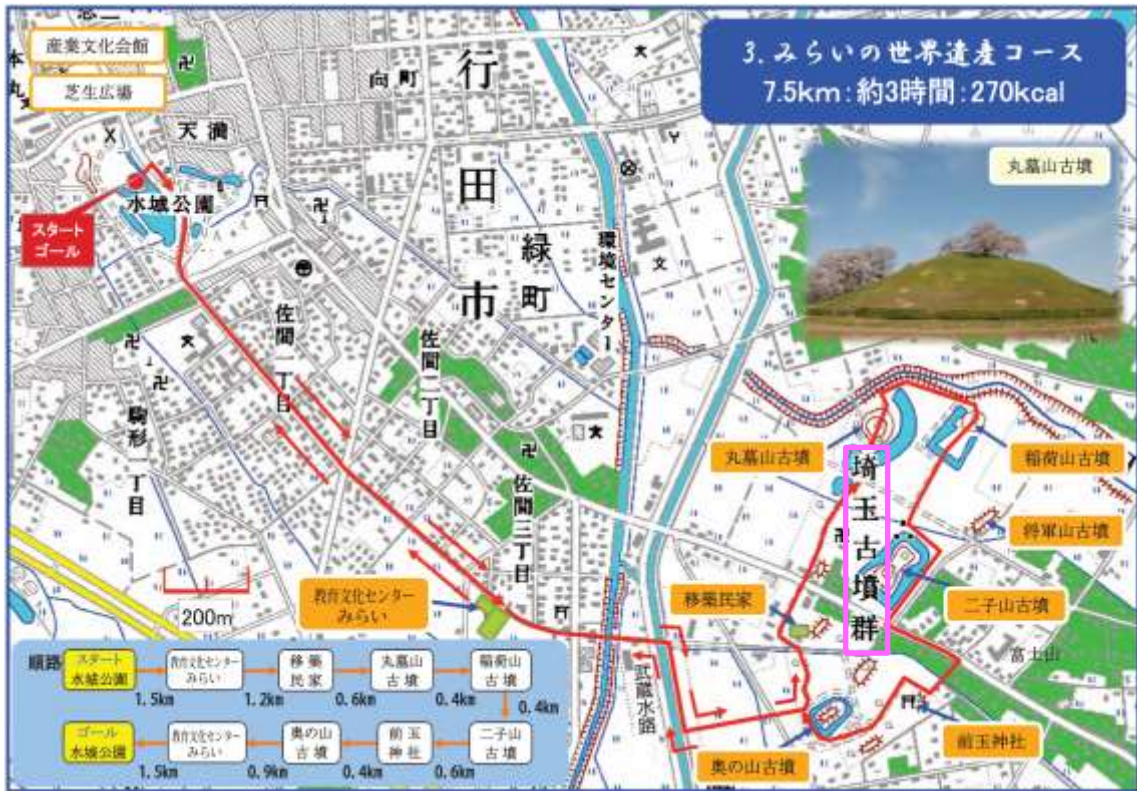 産業文化会館
芝生広場
天満
向町
行田市
緑町
水城公園
スタート
ゴール
3.みらいの世界遺産コース
7.5km:約3時間:270kcal
丸墓山古墳
環境センター
佐間一丁目
佐間二丁目
佐間三丁目
駒形一丁目
丸墓山古墳
稲荷山古墳
埼玉古墳群
将軍山古墳
二子山古墳
移築民家
教育文化センター
みらい
富士山
武蔵水路
前玉神社
奥の山古墳
200m
順路
スタート
水城公園
教育文化センター
みらい
移築
民家
丸墓山
古墳
稲荷山
古墳
1.5km
1.2km
0.6km
0.4km
0.4km
ゴール
水城公園
教育文化センター
みらい
奥の山
古墳
前玉
神社
二子山
古墳
1.5km
0.9km
0.4km
0.6km